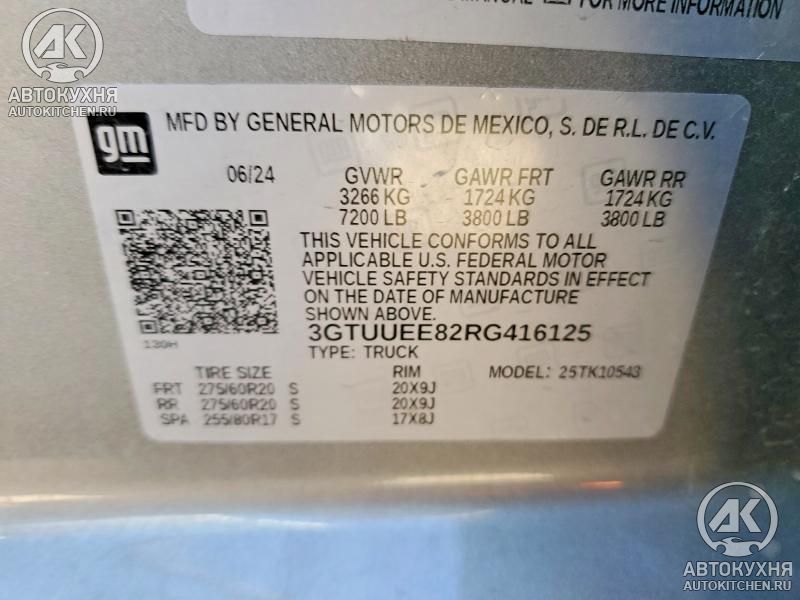 MANUAL FOR MORE INFORMATION
AK
АВТОКУХНЯ
AUTOKITCHEN.RU
gm
MFD BY GENERAL MOTORS DE MEXICO, S. DE R.L. DE C.V.
06/24 GVWR GAWR FRT GAWR RR
3266 KG 1724 KG 1724 KG
7200 LB 3800 LB 3800 LB
THIS VEHICLE CONFORMS TO ALL
APPLICABLE U.S. FEDERAL MOTOR
VEHICLE SAFETY STANDARDS IN EFFECT
ON THE DATE OF MANUFACTURE
SHOWN ABOVE.
3GTUUEE82RG416125
130H
TYPE: TRUCK
TIRE SIZE RIM MODEL: 25TK10543
FRT 275/60R20 S 20X9J
RR 275/60R20 S 20X9J
SPA 255/80R17 S 17X8J
AK
АВТОКУХНЯ
AUTOKITCHEN.RU